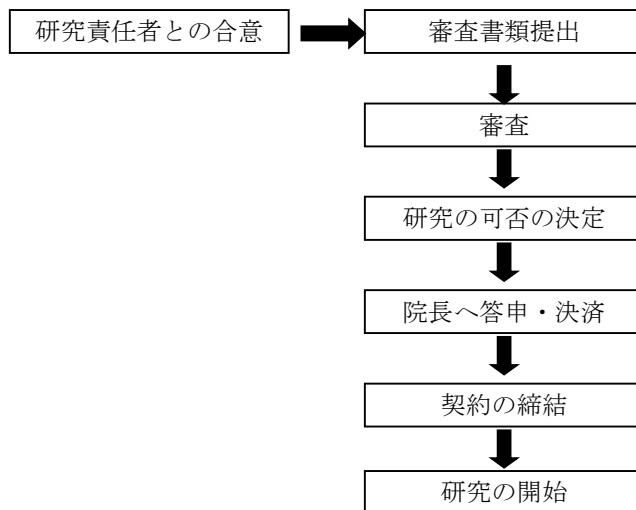 研究責任者との合意
審査書類提出
審査
研究の可否の決定
院長へ答申・決済
契約の締結
研究の開始